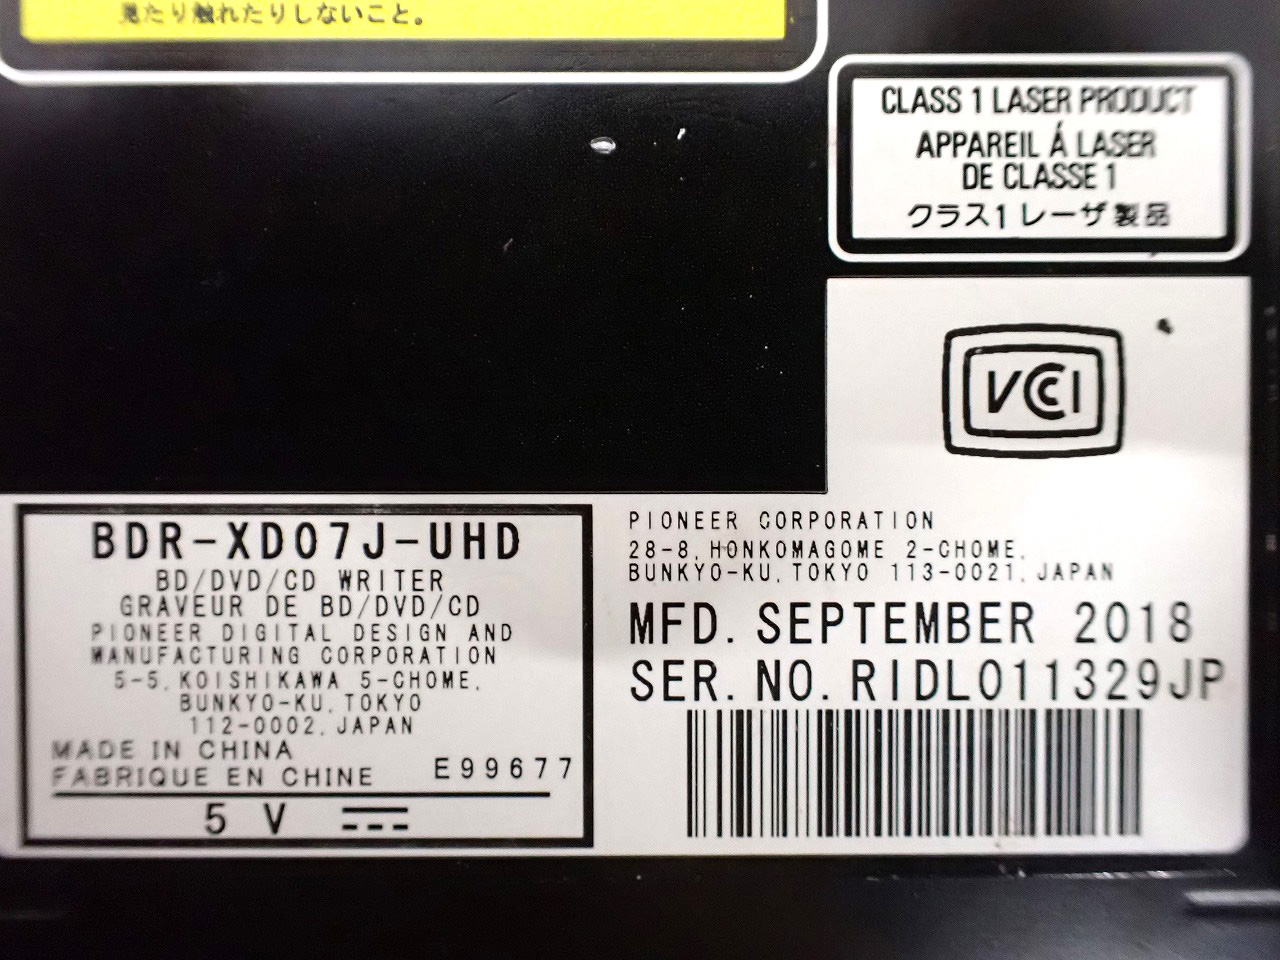 見たり触れたりしないこと。
CLASS 1 LASER PRODUCT
APPAREIL Á LASER
DE CLASSE 1
クラス1 レーザ製品
VCCI
BDR-XD07J-UHD
BD/DVD/CD WRITER
GRAVEUR DE BD/DVD/CD
PIONEER DIGITAL DESIGN AND
MANUFACTURING CORPORATION
5-5, KOISHIKAWA 5-CHOME,
BUNKYO-KU, TOKYO
112-0002, JAPAN
MADE IN CHINA
FABRIQUE EN CHINE
E99677
5 V
PIONEER CORPORATION
28-8, HONKOMAGOME 2-CHOME,
BUNKYO-KU, TOKYO 113-0021, JAPAN
MFD. SEPTEMBER 2018
SER. NO. RIDL011329JP